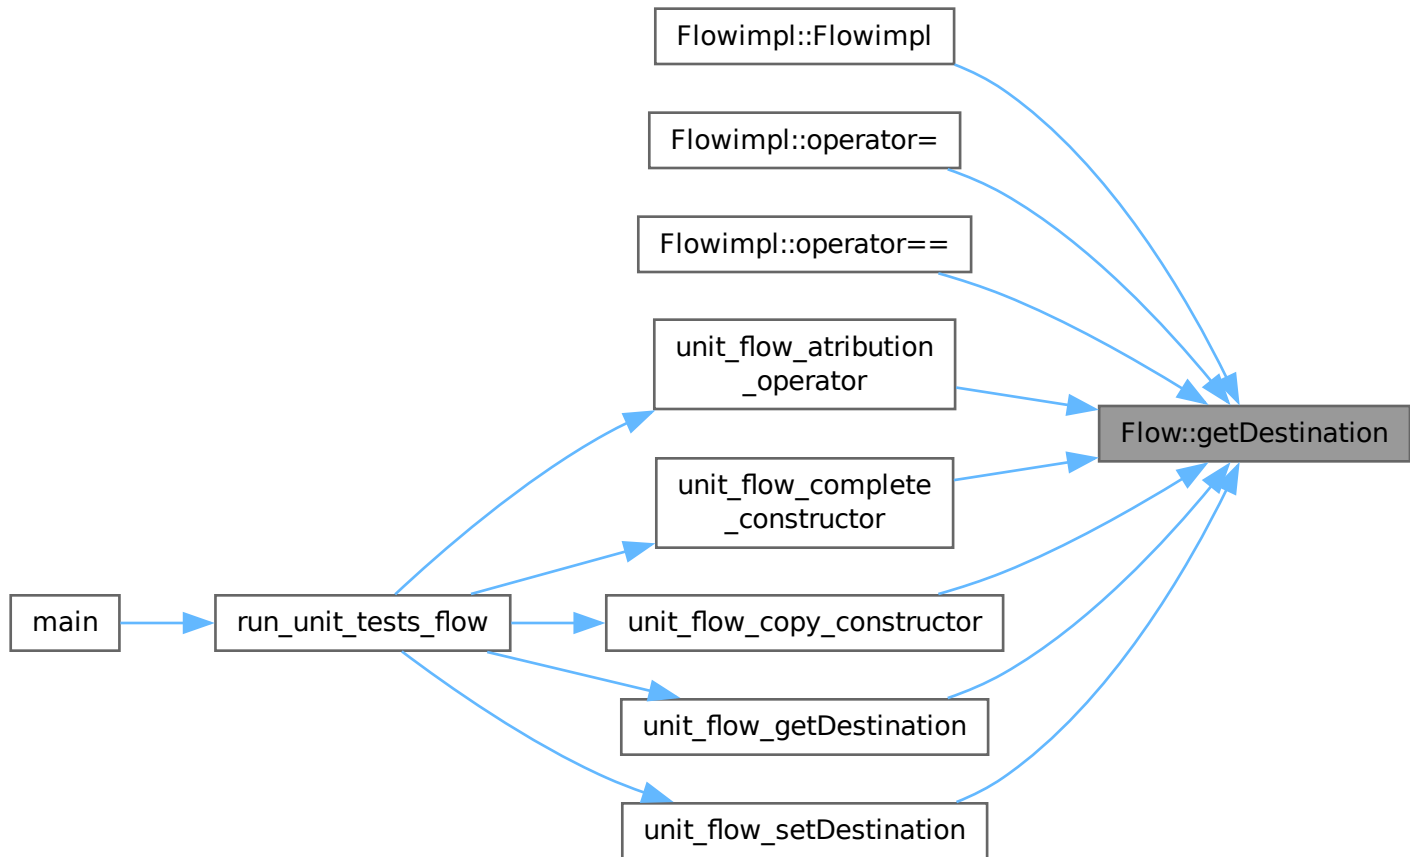 Flowimpl::Flowimpl
Flowimpl::operator=
Flowimpl::operator==
unit_flow_atribution
_operator
Flow::getDestination
unit_flow_complete
_constructor
main
run_unit_tests_flow
unit_flow_copy_constructor
unit_flow_getDestination
unit_flow_setDestination